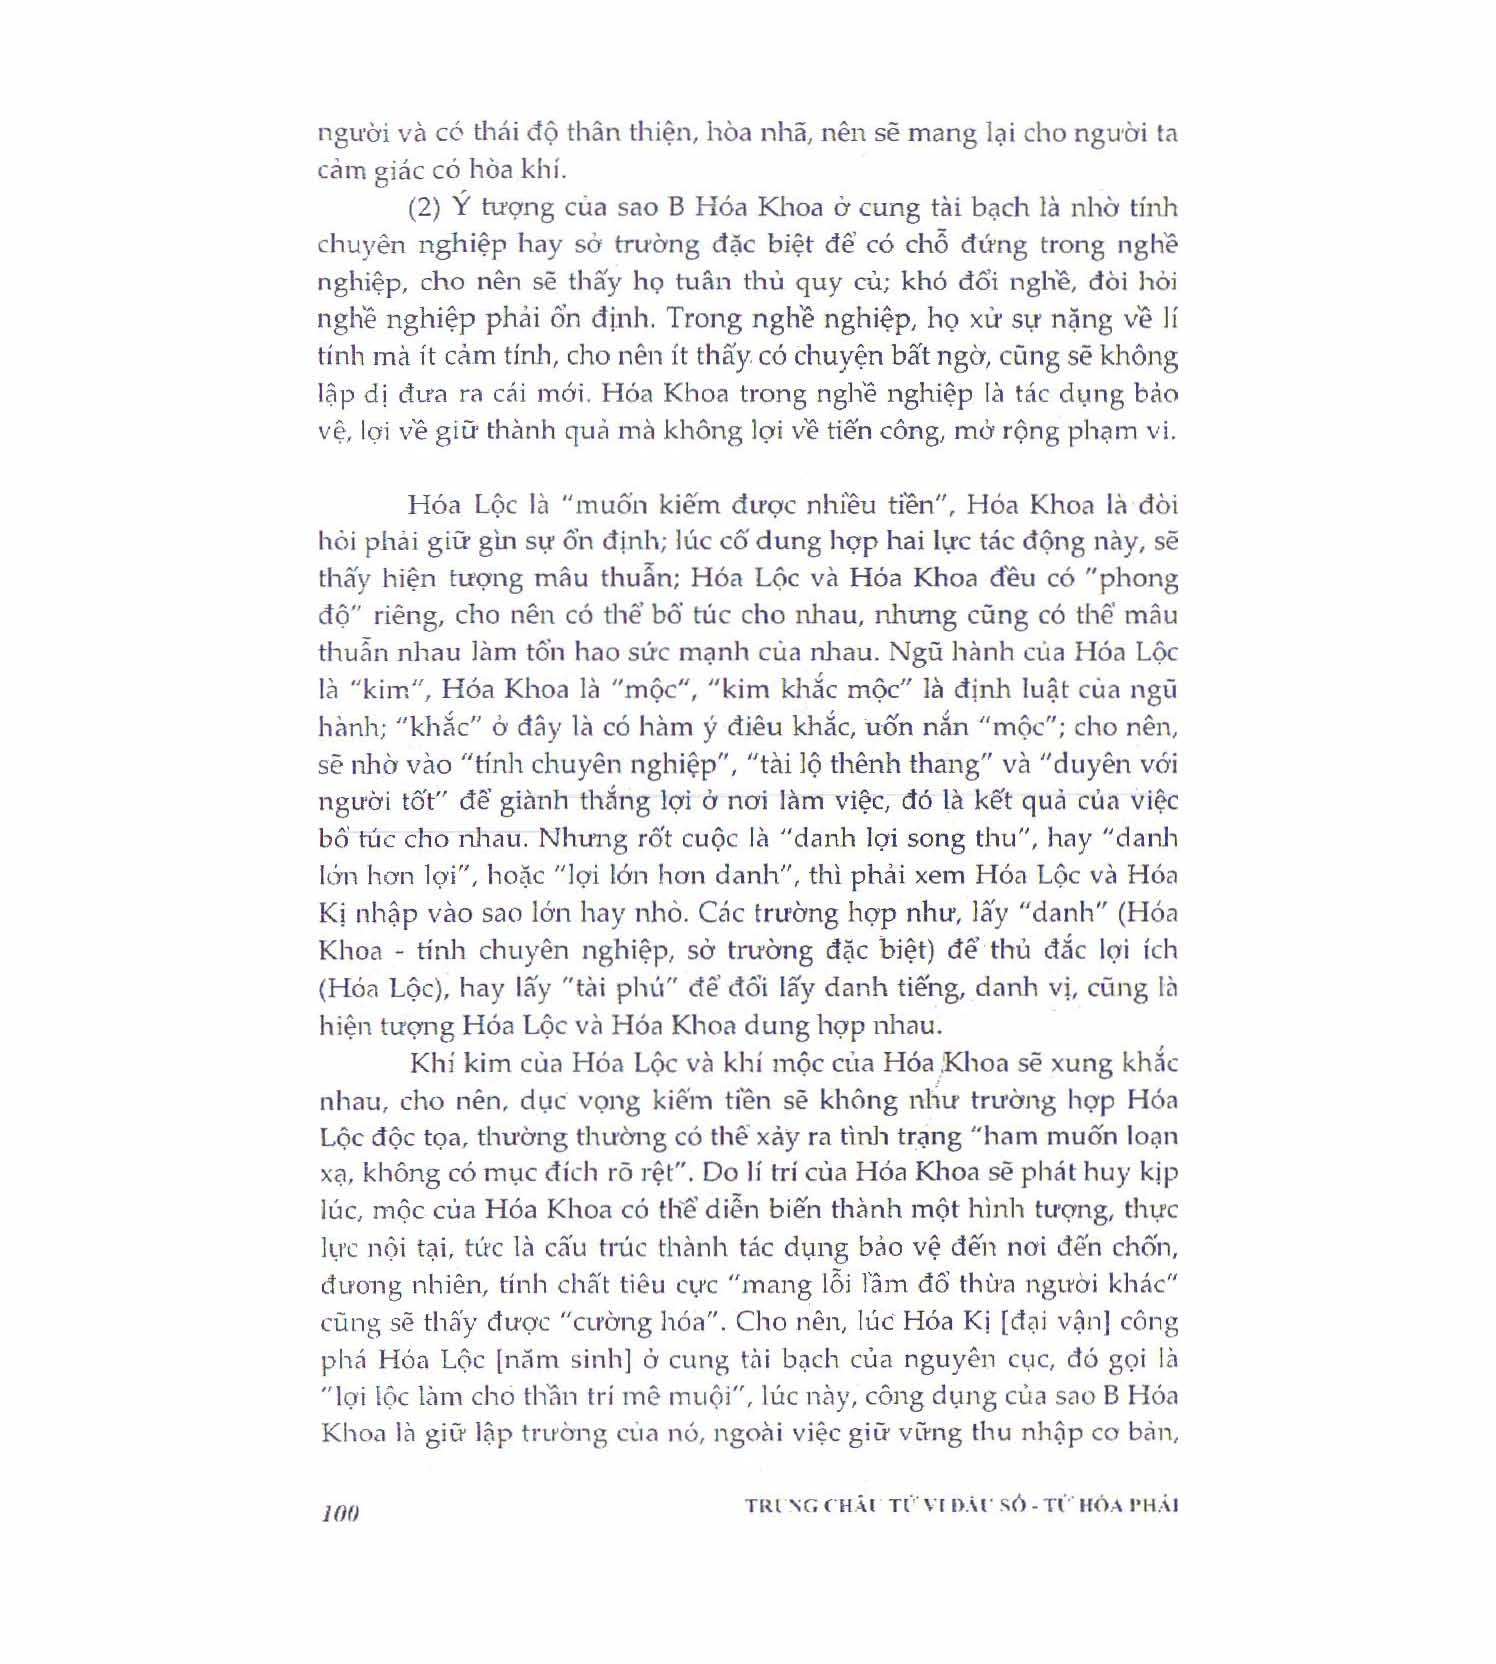 người và có thái độ thân thiện, hòa nhã, nên sẽ mang lại cho người ta
cảm giác có hòa khí.
(2) Ý tượng của sao B Hóa Khoa ở cung tài bạch là nhờ tính
chuyên nghiệp hay sở trường đặc biệt để có chỗ đứng trong nghề
nghiệp, cho nên sẽ thấy họ tuân thủ quy củ; khó đổi nghề, đòi hỏi
nghề nghiệp phải ổn định. Trong nghề nghiệp, họ xử sự nặng về lí
tính mà ít cảm tính, cho nên ít thấy có chuyện bất ngờ, cũng sẽ không
lập dị đưa ra cái mới. Hóa Khoa trong nghề nghiệp là tác dụng bảo
vệ, lợi về giữ thành quả mà không lợi về tiến công, mở rộng phạm vi.
Hóa Lộc là "muốn kiếm được nhiều tiền", Hóa Khoa là đòi
hỏi phải giữ gìn sự ổn định; lúc cố dung hợp hai lực tác động này, sẽ
thấy hiện tượng mâu thuẫn; Hóa Lộc và Hóa Khoa đều có "phong
độ" riêng, cho nên có thể bổ túc cho nhau, nhưng cũng có thể mâu
thuẫn nhau làm tổn hao sức mạnh của nhau. Ngũ hành của Hóa Lộc
là "kim", Hóa Khoa là "mộc", "kim khắc mộc" là định luật của ngũ
hành; "khắc" ở đây là có hàm ý điêu khắc, uốn nắn "mộc"; cho nên,
sẽ nhờ vào "tính chuyên nghiệp", "tài lộ thênh thang" và "duyên với
người tốt" để giành thắng lợi ở nơi làm việc, đó là kết quả của việc
bổ túc cho nhau. Nhưng rốt cuộc là "danh lợi song thu", hay "danh
lớn hơn lợi", hoặc "lợi lớn hơn danh", thì phải xem Hóa Lộc và Hóa
Kị nhập vào sao lớn hay nhỏ. Các trường hợp như, lấy "danh" (Hóa
Khoa - tính chuyên nghiệp, sở trường đặc biệt) để thủ đắc lợi ích
(Hóa Lộc), hay lấy "tài phú" để đổi lấy danh tiếng, danh vị, cũng là
hiện tượng Hóa Lộc và Hóa Khoa dung hợp nhau.
Khí kim của Hóa Lộc và khí mộc của Hóa Khoa sẽ xung khắc
nhau, cho nên, dục vọng kiếm tiền sẽ không như trường hợp Hóa
Lộc độc tọa, thường thường có thể xảy ra tình trạng "ham muốn loạn
xạ, không có mục đích rõ rệt". Do lí trí của Hóa Khoa sẽ phát huy kịp
lúc, mộc của Hóa Khoa có thể diễn biến thành một hình tượng, thực
lực nội tại, tức là cấu trúc thành tác dụng bảo vệ đến nơi đến chốn,
đương nhiên, tính chất tiêu cực "mang lỗi lầm đổ thừa người khác"
cũng sẽ thấy được "cường hóa". Cho nên, lúc Hóa Kị [đại vận] công
phá Hóa Lộc [năm sinh] ở cung tài bạch của nguyên cục, đó gọi là
"lợi lộc làm cho thần trí mê muội", lúc này, công dụng của sao B Hóa
Khoa là giữ lập trường của nó, ngoài việc giữ vững thu nhập cơ bản,
100
TRUNG CHÂU TỬ VI ĐẨU SỐ - TỨ HÓA PHÁI